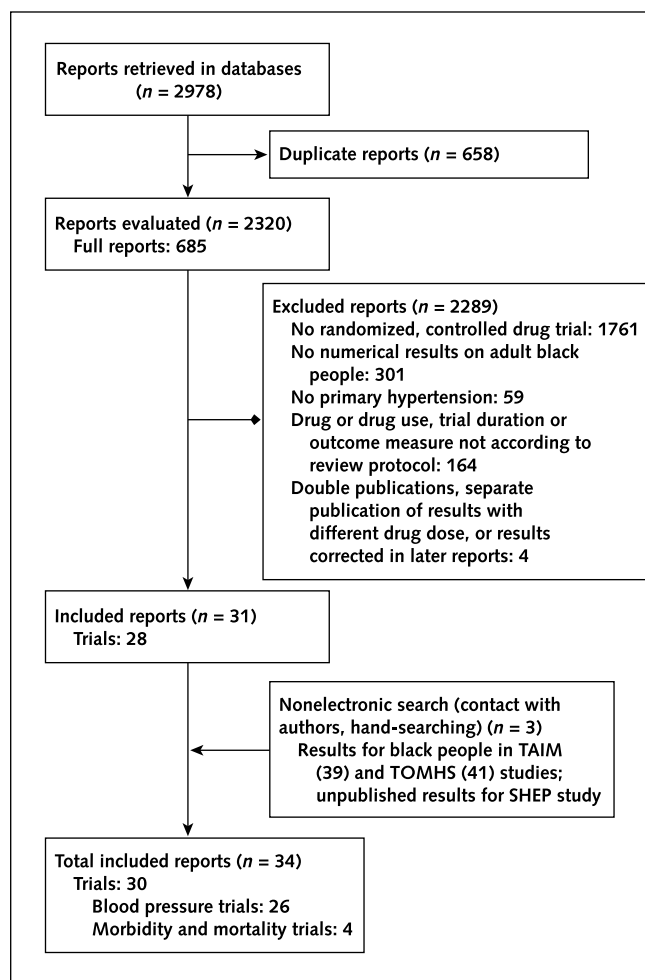 Reports retrieved in databases
(n = 2978)
Duplicate reports (n = 658)
Reports evaluated (n = 2320)
Full reports: 685
Excluded reports (n = 2289)
No randomized, controlled drug trial: 1761
No numerical results on adult black
people: 301
No primary hypertension: 59
Drug or drug use, trial duration or
outcome measure not according to
review protocol: 164
Double publications, separate
publication of results with
different drug dose, or results
corrected in later reports: 4
Included reports (n = 31)
Trials: 28
Nonelectronic search (contact with
authors, hand-searching) (n = 3)
Results for black people in TAIM
(39) and TOMHS (41) studies;
unpublished results for SHEP study
Total included reports (n = 34)
Trials: 30
Blood pressure trials: 26
Morbidity and mortality trials: 4